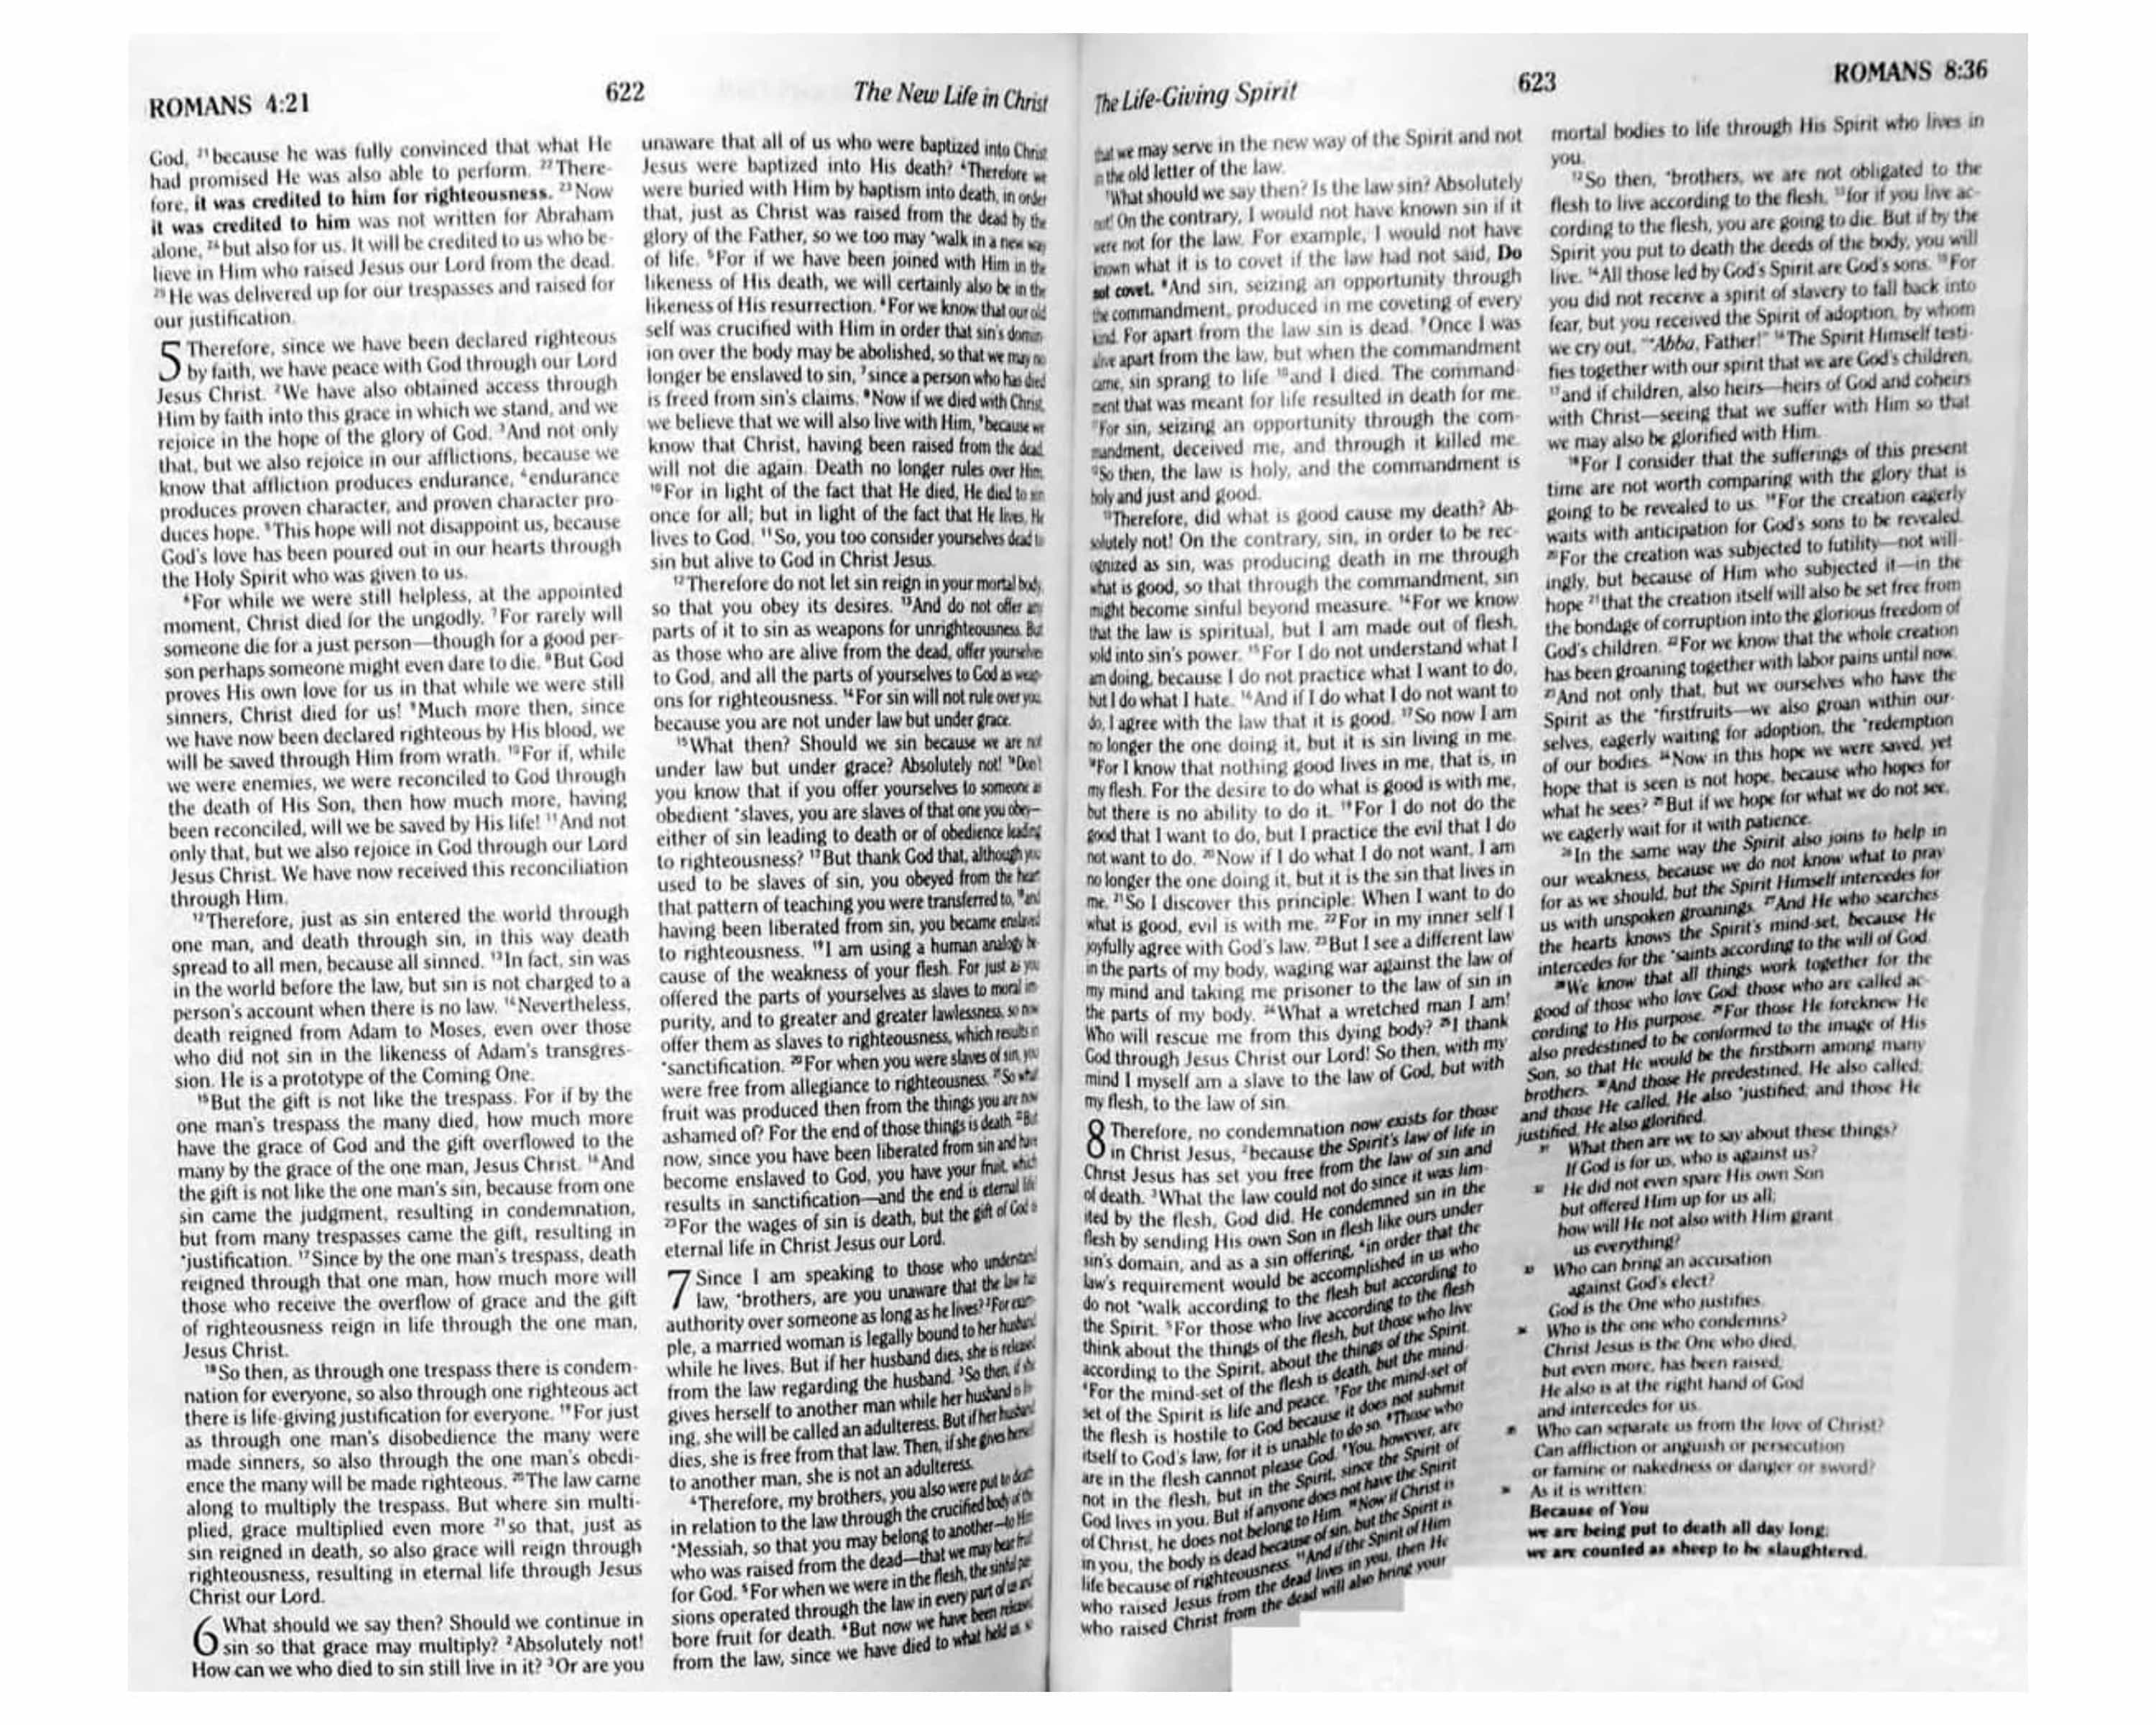 ROMANS 4:21
622
The New Life in Christ
God, 21because he was fully convinced that what He
had promised He was also able to perform. 22There-
fore, it was credited to him for righteousness. 23Now
it was credited to him was not written for Abraham
alone, 24but also for us. It will be credited to us who be-
lieve in Him who raised Jesus our Lord from the dead.
25He was delivered up for our trespasses and raised for
our justification.
5 Therefore, since we have been declared righteous
by faith, we have peace with God through our Lord
Jesus Christ. 2We have also obtained access through
Him by faith into this grace in which we stand, and we
rejoice in the hope of the glory of God. 3And not only
that, but we also rejoice in our afflictions, because we
know that affliction produces endurance, 4endurance
produces proven character, and proven character pro-
duces hope. 5This hope will not disappoint us, because
God's love has been poured out in our hearts through
the Holy Spirit who was given to us.
6For while we were still helpless, at the appointed
moment, Christ died for the ungodly. 7For rarely will
someone die for a just person—though for a good per-
son perhaps someone might even dare to die. 8But God
proves His own love for us in that while we were still
sinners, Christ died for us! 9Much more then, since
we have now been declared righteous by His blood, we
will be saved through Him from wrath. 10For if, while
we were enemies, we were reconciled to God through
the death of His Son, then how much more, having
been reconciled, will we be saved by His life! 11And not
only that, but we also rejoice in God through our Lord
Jesus Christ. We have now received this reconciliation
through Him.
12Therefore, just as sin entered the world through
one man, and death through sin, in this way death
spread to all men, because all sinned. 13In fact, sin was
in the world before the law, but sin is not charged to a
person's account when there is no law. 14Nevertheless,
death reigned from Adam to Moses, even over those
who did not sin in the likeness of Adam's transgres-
sion. He is a prototype of the Coming One.
15But the gift is not like the trespass. For if by the
one man's trespass the many died, how much more
have the grace of God and the gift overflowed to the
many by the grace of the one man, Jesus Christ. 16And
the gift is not like the one man's sin, because from one
sin came the judgment, resulting in condemnation,
but from many trespasses came the gift, resulting in
*justification. 17Since by the one man's trespass, death
reigned through that one man, how much more will
those who receive the overflow of grace and the gift
of righteousness reign in life through the one man,
Jesus Christ.
18So then, as through one trespass there is condem-
nation for everyone, so also through one righteous act
there is life-giving justification for everyone. 19For just
as through one man's disobedience the many were
made sinners, so also through the one man's obedi-
ence the many will be made righteous. 20The law came
along to multiply the trespass. But where sin multi-
plied, grace multiplied even more 21so that, just as
sin reigned in death, so also grace will reign through
righteousness, resulting in eternal life through Jesus
Christ our Lord.
6 What should we say then? Should we continue in
sin so that grace may multiply? 2Absolutely not!
How can we who died to sin still live in it? 3Or are you
unaware that all of us who were baptized into Christ
Jesus were baptized into His death? 4Therefore we
were buried with Him by baptism into death, in order
that, just as Christ was raised from the dead by the
glory of the Father, so we too may *walk in a new way
of life. 5For if we have been joined with Him in the
likeness of His death, we will certainly also be in the
likeness of His resurrection. 6For we know that our old
self was crucified with Him in order that sin's domin-
ion over the body may be abolished, so that we may no
longer be enslaved to sin, 7since a person who has died
is freed from sin's claims. 8Now if we died with Christ,
we believe that we will also live with Him, 9because we
know that Christ, having been raised from the dead,
will not die again. Death no longer rules over Him.
10For in light of the fact that He died, He died to sin
once for all; but in light of the fact that He lives, He
lives to God. 11So, you too consider yourselves dead to
sin but alive to God in Christ Jesus.
12Therefore do not let sin reign in your mortal body,
so that you obey its desires. 13And do not offer any
parts of it to sin as weapons for unrighteousness. But
as those who are alive from the dead, offer yourselves
to God, and all the parts of yourselves to God as weap-
ons for righteousness. 14For sin will not rule over you,
because you are not under law but under grace.
15What then? Should we sin because we are not
under law but under grace? Absolutely not! 16Don't
you know that if you offer yourselves to someone as
obedient *slaves, you are slaves of that one you obey—
either of sin leading to death or of obedience leading
to righteousness? 17But thank God that, although you
used to be slaves of sin, you obeyed from the heart
that pattern of teaching you were transferred to, 18and
having been liberated from sin, you became enslaved
to righteousness. 19I am using a human analogy be-
cause of the weakness of your flesh. For just as you
offered the parts of yourselves as slaves to moral im-
purity, and to greater and greater lawlessness, so now
offer them as slaves to righteousness, which results in
*sanctification. 20For when you were slaves of sin, you
were free from allegiance to righteousness. 21So what
fruit was produced then from the things you are now
ashamed of? For the end of those things is death. 22But
now, since you have been liberated from sin and have
become enslaved to God, you have your fruit, which
results in sanctification—and the end is eternal life!
23For the wages of sin is death, but the gift of God is
eternal life in Christ Jesus our Lord.
7 Since I am speaking to those who understand
law, *brothers, are you unaware that the law has
authority over someone as long as he lives? 2For exam-
ple, a married woman is legally bound to her husband
while he lives. But if her husband dies, she is released
from the law regarding the husband. 3So then, if she
gives herself to another man while her husband is liv-
ing, she will be called an adulteress. But if her husband
dies, she is free from that law. Then, if she gives herself
to another man, she is not an adulteress.
4Therefore, my brothers, you also were put to death
in relation to the law through the crucified body of the
*Messiah, so that you may belong to another—to Him
who was raised from the dead—that we may bear fruit
for God. 5For when we were in the flesh, the sinful pas-
sions operated through the law in every part of us and
bore fruit for death. 6But now we have been released
from the law, since we have died to what held us, so
The Life-Giving Spirit
623
ROMANS 8:36
that we may serve in the new way of the Spirit and not
in the old letter of the law.
7What should we say then? Is the law sin? Absolutely
not! On the contrary, I would not have known sin if it
were not for the law. For example, I would not have
known what it is to covet if the law had not said, Do
not covet. 8And sin, seizing an opportunity through
the commandment, produced in me coveting of every
kind. For apart from the law sin is dead. 9Once I was
alive apart from the law, but when the commandment
came, sin sprang to life 10and I died. The command-
ment that was meant for life resulted in death for me.
11For sin, seizing an opportunity through the com-
mandment, deceived me, and through it killed me.
12So then, the law is holy, and the commandment is
holy and just and good.
13Therefore, did what is good cause my death? Ab-
solutely not! On the contrary, sin, in order to be rec-
ognized as sin, was producing death in me through
what is good, so that through the commandment, sin
might become sinful beyond measure. 14For we know
that the law is spiritual, but I am made out of flesh,
sold into sin's power. 15For I do not understand what I
am doing, because I do not practice what I want to do,
but I do what I hate. 16And if I do what I do not want to
do, I agree with the law that it is good. 17So now I am
no longer the one doing it, but it is sin living in me.
18For I know that nothing good lives in me, that is, in
my flesh. For the desire to do what is good is with me,
but there is no ability to do it. 19For I do not do the
good that I want to do, but I practice the evil that I do
not want to do. 20Now if I do what I do not want, I am
no longer the one doing it, but it is the sin that lives in
me. 21So I discover this principle: When I want to do
what is good, evil is with me. 22For in my inner self I
joyfully agree with God's law. 23But I see a different law
in the parts of my body, waging war against the law of
my mind and taking me prisoner to the law of sin in
the parts of my body. 24What a wretched man I am!
Who will rescue me from this dying body? 25I thank
God through Jesus Christ our Lord! So then, with my
mind I myself am a slave to the law of God, but with
my flesh, to the law of sin.
8 Therefore, no condemnation now exists for those
in Christ Jesus, 2because the Spirit's law of life in
Christ Jesus has set you free from the law of sin and
of death. 3What the law could not do since it was lim-
ited by the flesh, God did. He condemned sin in the
flesh by sending His own Son in flesh like ours under
sin's domain, and as a sin offering, 4in order that the
law's requirement would be accomplished in us who
do not *walk according to the flesh but according to
the Spirit. 5For those who live according to the flesh
think about the things of the flesh, but those who live
according to the Spirit, about the things of the Spirit.
6For the mind-set of the flesh is death, but the mind-
set of the Spirit is life and peace. 7For the mind-set of
the flesh is hostile to God because it does not submit
itself to God's law, for it is unable to do so. 8Those who
are in the flesh cannot please God. 9You, however, are
not in the flesh, but in the Spirit, since the Spirit of
God lives in you. But if anyone does not have the Spirit
of Christ, he does not belong to Him. 10Now if Christ is
in you, the body is dead because of sin, but the Spirit is
life because of righteousness. 11And if the Spirit of Him
who raised Jesus from the dead lives in you, then He
who raised Christ from the dead will also bring your
mortal bodies to life through His Spirit who lives in
you.
12So then, *brothers, we are not obligated to the
flesh to live according to the flesh, 13for if you live ac-
cording to the flesh, you are going to die. But if by the
Spirit you put to death the deeds of the body, you will
live. 14All those led by God's Spirit are God's sons. 15For
you did not receive a spirit of slavery to fall back into
fear, but you received the Spirit of adoption, by whom
we cry out, "*Abba, Father!" 16The Spirit Himself testi-
fies together with our spirit that we are God's children,
17and if children, also heirs—heirs of God and coheirs
with Christ—seeing that we suffer with Him so that
we may also be glorified with Him.
18For I consider that the sufferings of this present
time are not worth comparing with the glory that is
going to be revealed to us. 19For the creation eagerly
waits with anticipation for God's sons to be revealed.
20For the creation was subjected to futility—not will-
ingly, but because of Him who subjected it—in the
hope 21that the creation itself will also be set free from
the bondage of corruption into the glorious freedom of
God's children. 22For we know that the whole creation
has been groaning together with labor pains until now.
23And not only that, but we ourselves who have the
Spirit as the *firstfruits—we also groan within our-
selves, eagerly waiting for adoption, the *redemption
of our bodies. 24Now in this hope we were saved, yet
hope that is seen is not hope, because who hopes for
what he sees? 25But if we hope for what we do not see,
we eagerly wait for it with patience.
26In the same way the Spirit also joins to help in
our weakness, because we do not know what to pray
for as we should, but the Spirit Himself intercedes for
us with unspoken groanings. 27And He who searches
the hearts knows the Spirit's mind-set, because He
intercedes for the *saints according to the will of God.
28We know that all things work together for the
good of those who love God: those who are called ac-
cording to His purpose. 29For those He foreknew He
also predestined to be conformed to the image of His
Son, so that He would be the firstborn among many
brothers. 30And those He predestined, He also called;
and those He called, He also *justified; and those He
justified, He also glorified.
31 What then are we to say about these things?
If God is for us, who is against us?
32 He did not even spare His own Son
but offered Him up for us all;
how will He not also with Him grant
us everything?
33 Who can bring an accusation
against God's elect?
God is the One who justifies.
34 Who is the one who condemns?
Christ Jesus is the One who died,
but even more, has been raised;
He also is at the right hand of God
and intercedes for us.
35 Who can separate us from the love of Christ?
Can affliction or anguish or persecution
or famine or nakedness or danger or sword?
36 As it is written:
Because of You
we are being put to death all day long;
we are counted as sheep to be slaughtered.